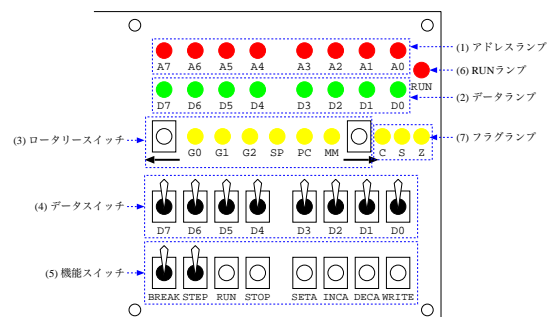 (1) アドレスランプ
A7 A6 A5 A4 A3 A2 A1 A0
(6) RUNランプ
RUN
D7 D6 D5 D4 D3 D2 D1 D0
(2) データランプ
(3) ロータリースイッチ
G0 G1 G2 SP PC MM
C S Z
(7) フラグランプ
(4) データスイッチ
D7 D6 D5 D4 D3 D2 D1 D0
(5) 機能スイッチ
BREAK STEP RUN STOP SETA INCA DECA WRITE